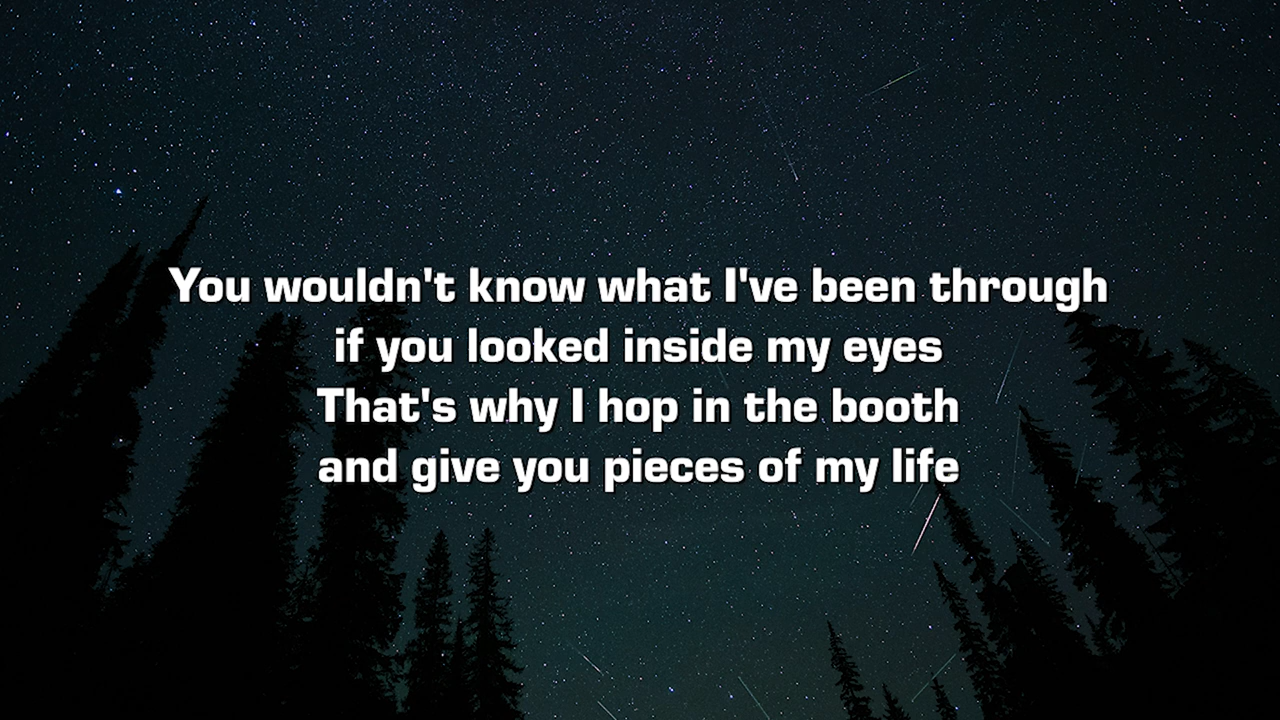 You wouldn't know what I've been through
if you looked inside my eyes
That's why I hop in the booth
and give you pieces of my life